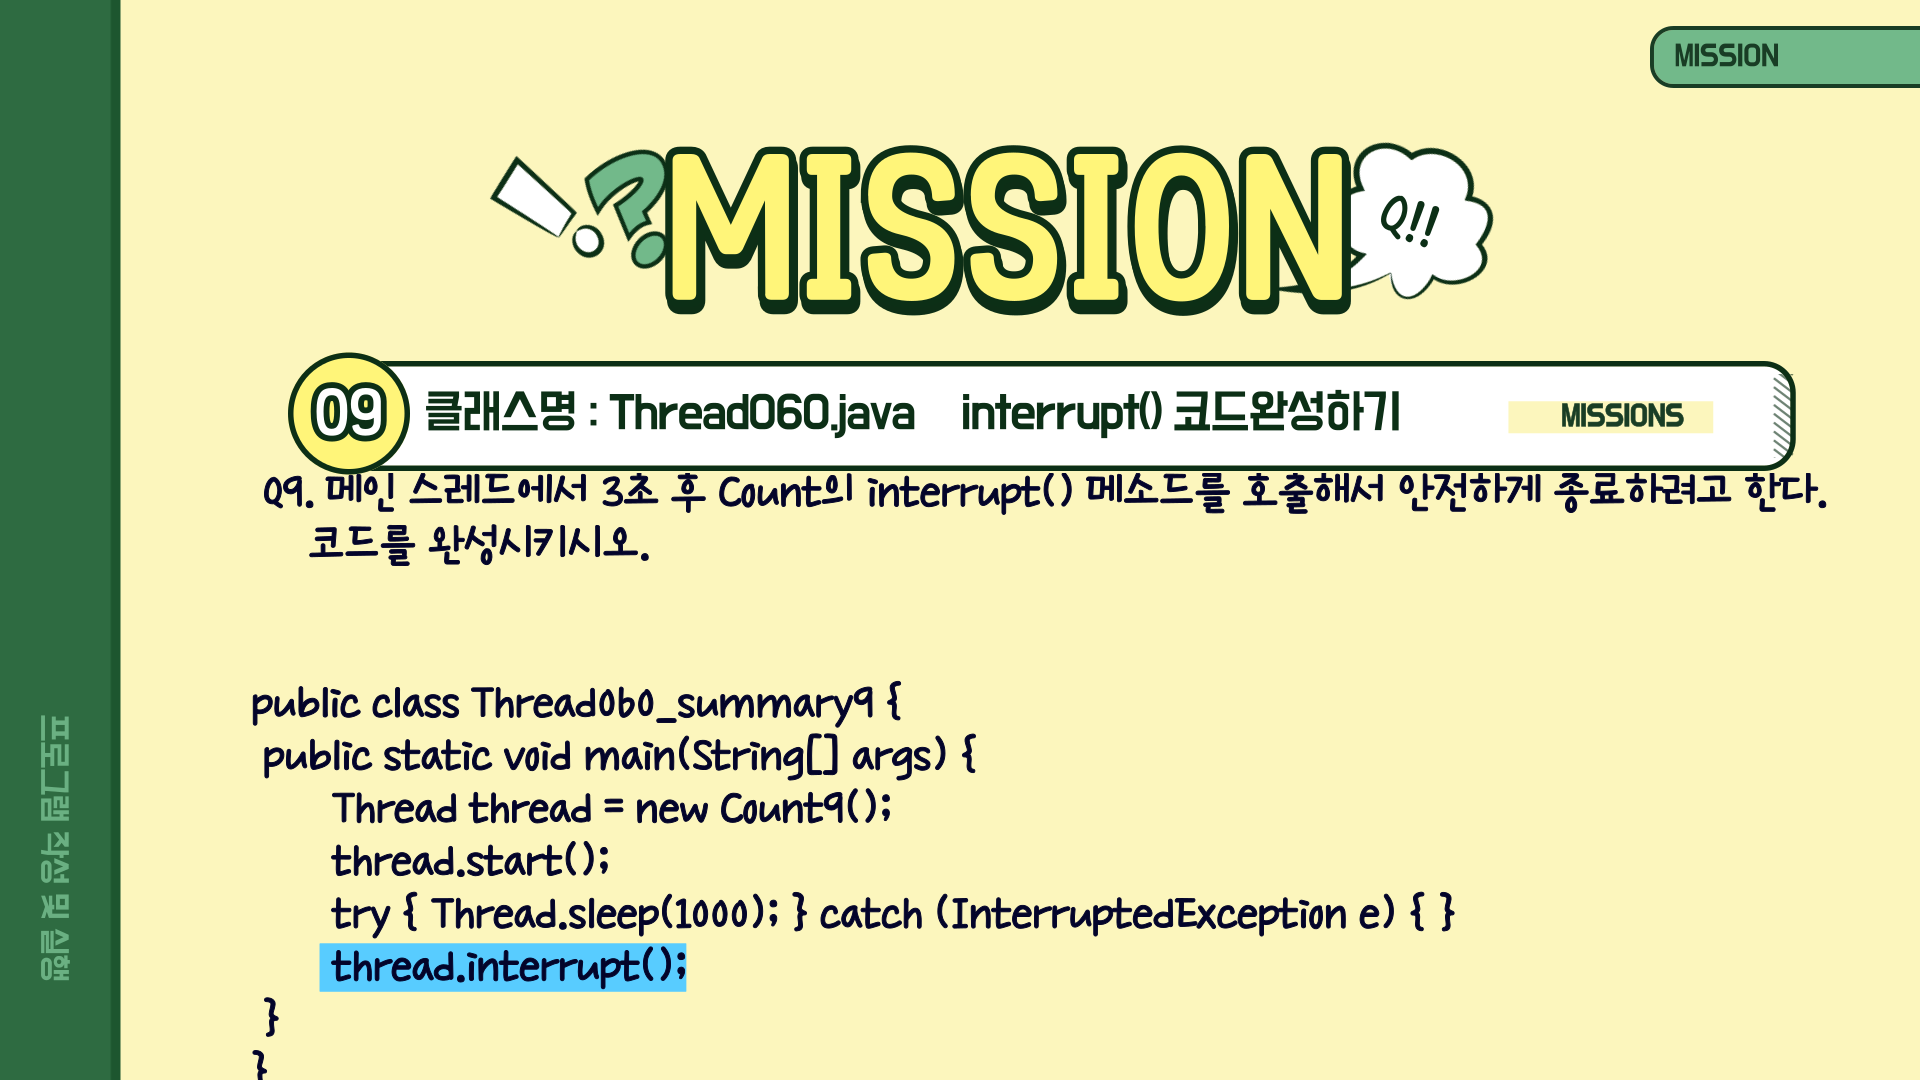 MISSION
MISSION
Q!!
09 클래스명 : Thread060.java interrupt() 코드완성하기 MISSIONS
Q9. 메인 스레드에서 3초 후 Count의 interrupt() 메소드를 호출해서 안전하게 종료하려고 한다.
코드를 완성시키시오.
public class Thread060_summary9 {
public static void main(String[] args) {
Thread thread = new Count9();
thread.start();
try { Thread.sleep(1000); } catch (InterruptedException e) { }
thread.interrupt();
}
}
프로그램 작성 및 실행